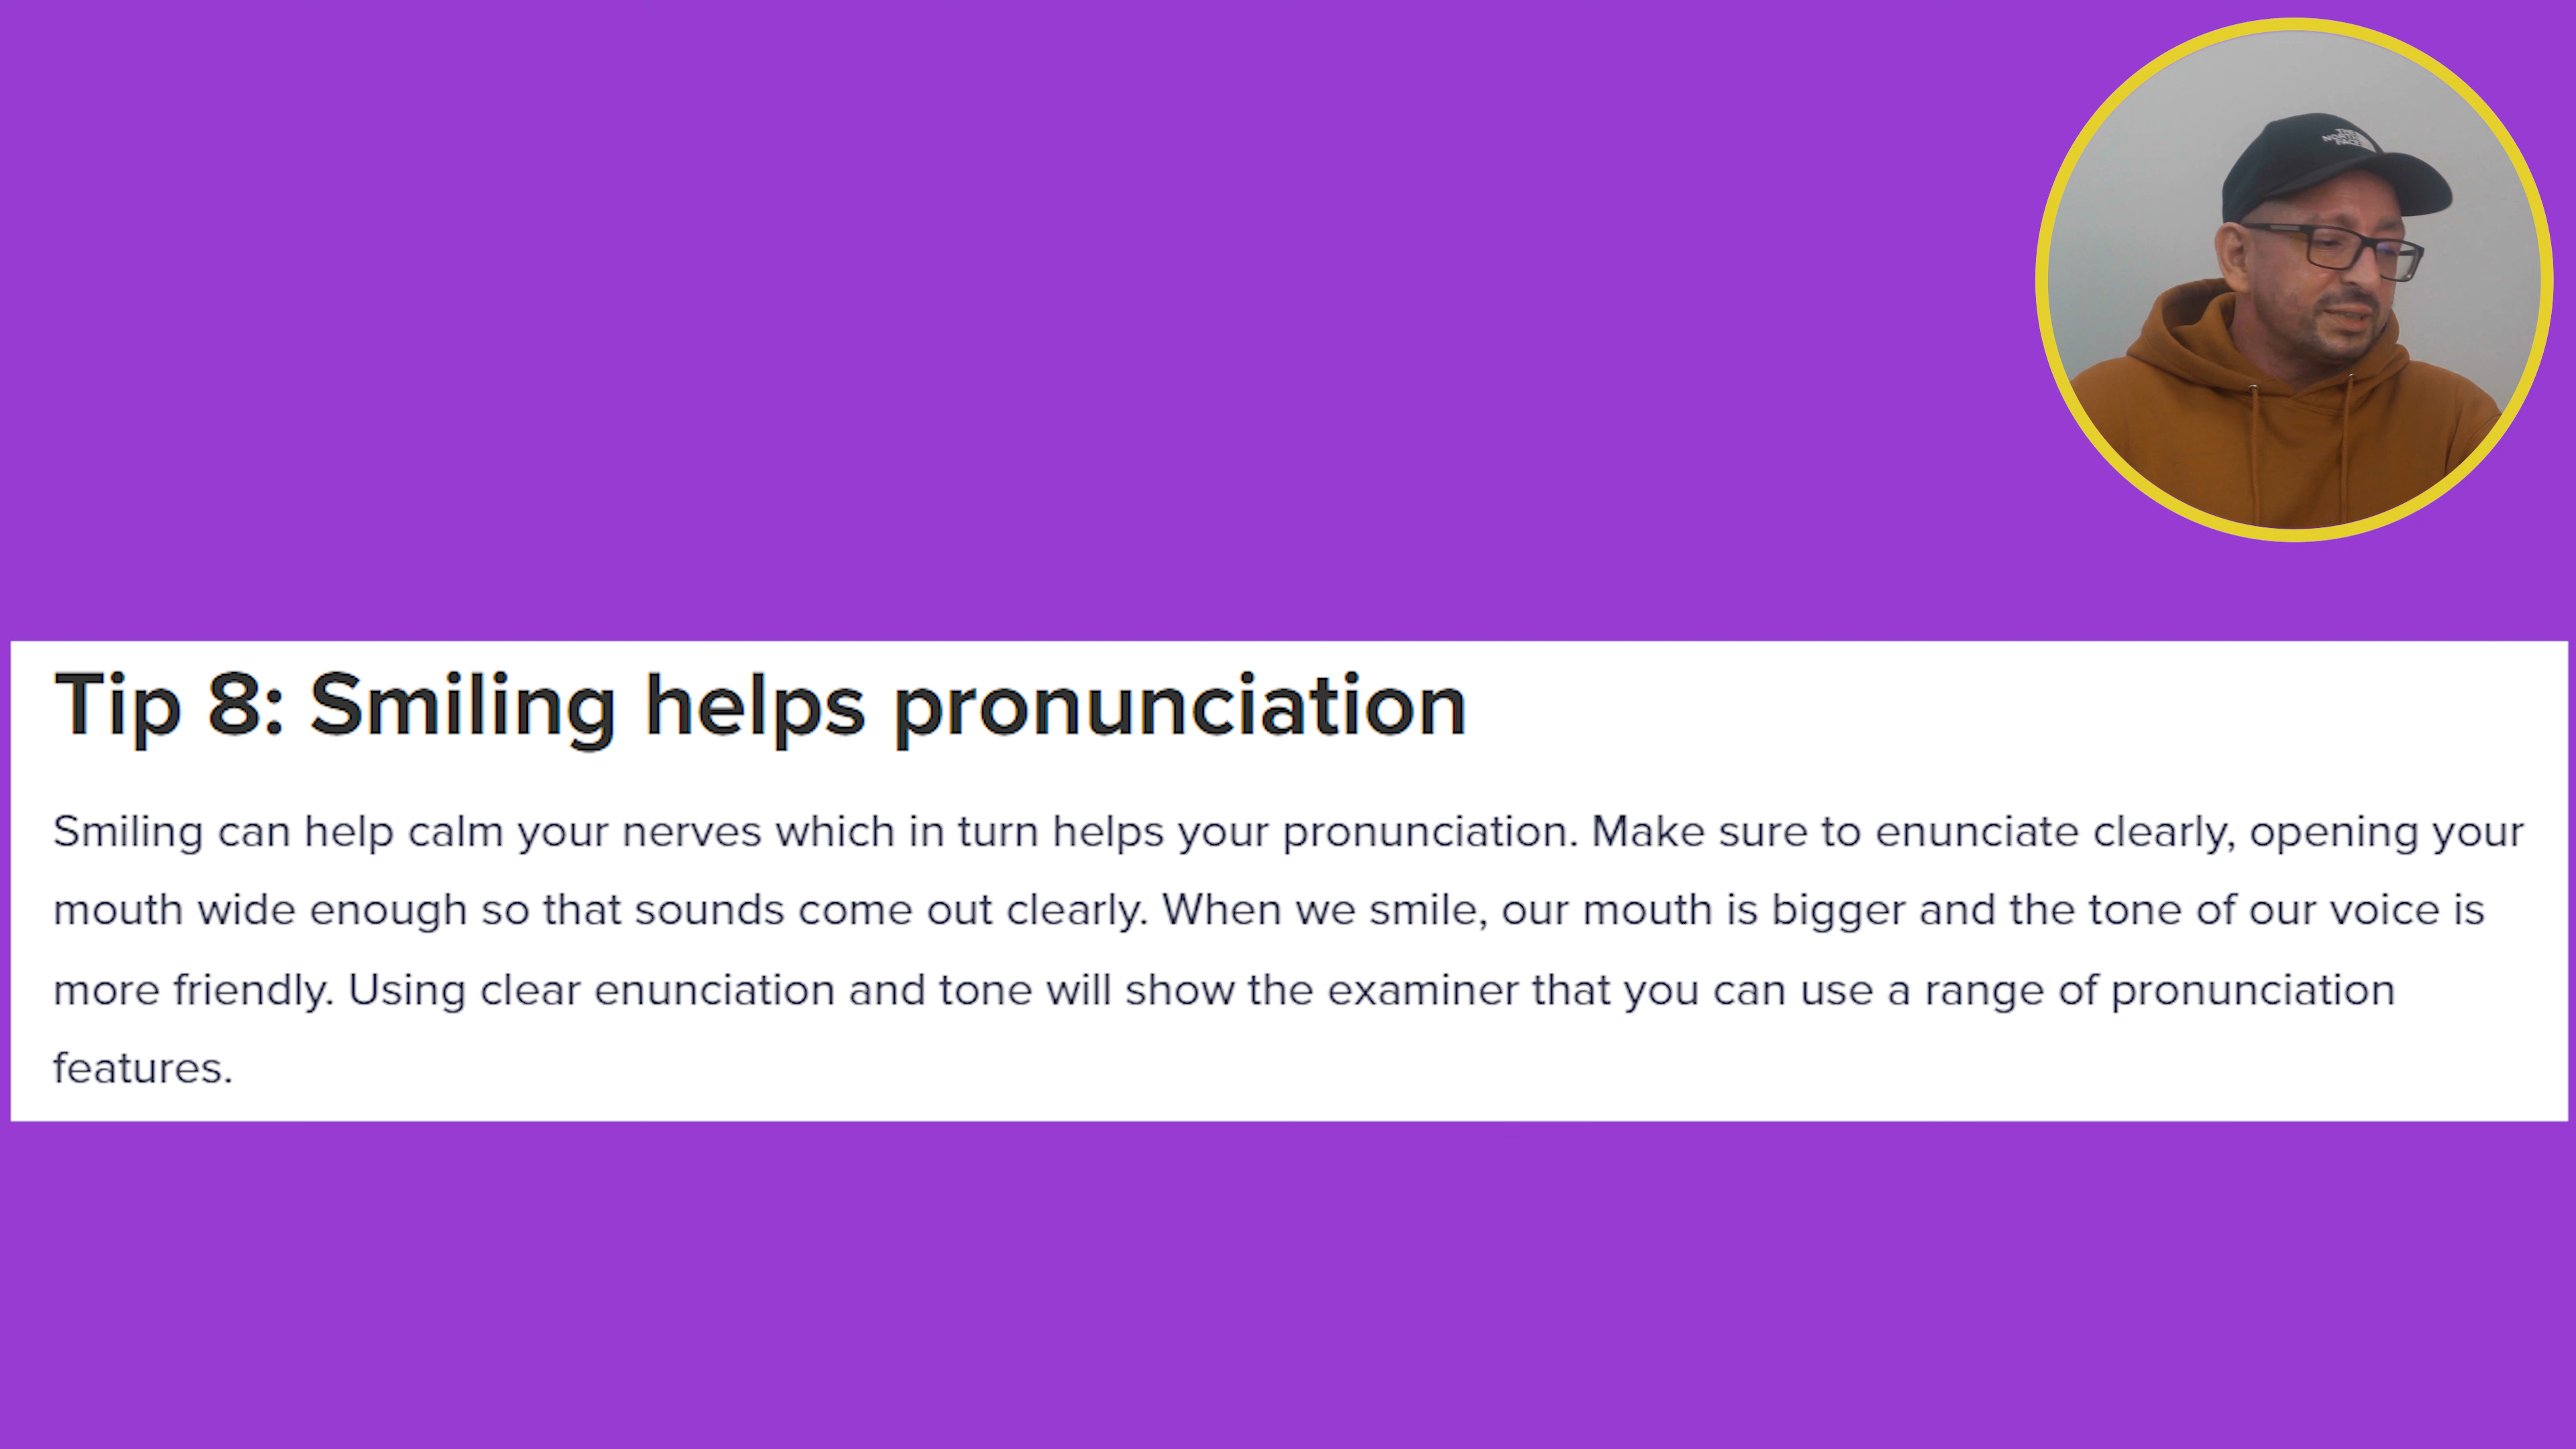 THE
NORTH
FACE
Tip 8: Smiling helps pronunciation
Smiling can help calm your nerves which in turn helps your pronunciation. Make sure to enunciate clearly, opening your
mouth wide enough so that sounds come out clearly. When we smile, our mouth is bigger and the tone of our voice is
more friendly. Using clear enunciation and tone will show the examiner that you can use a range of pronunciation
features.